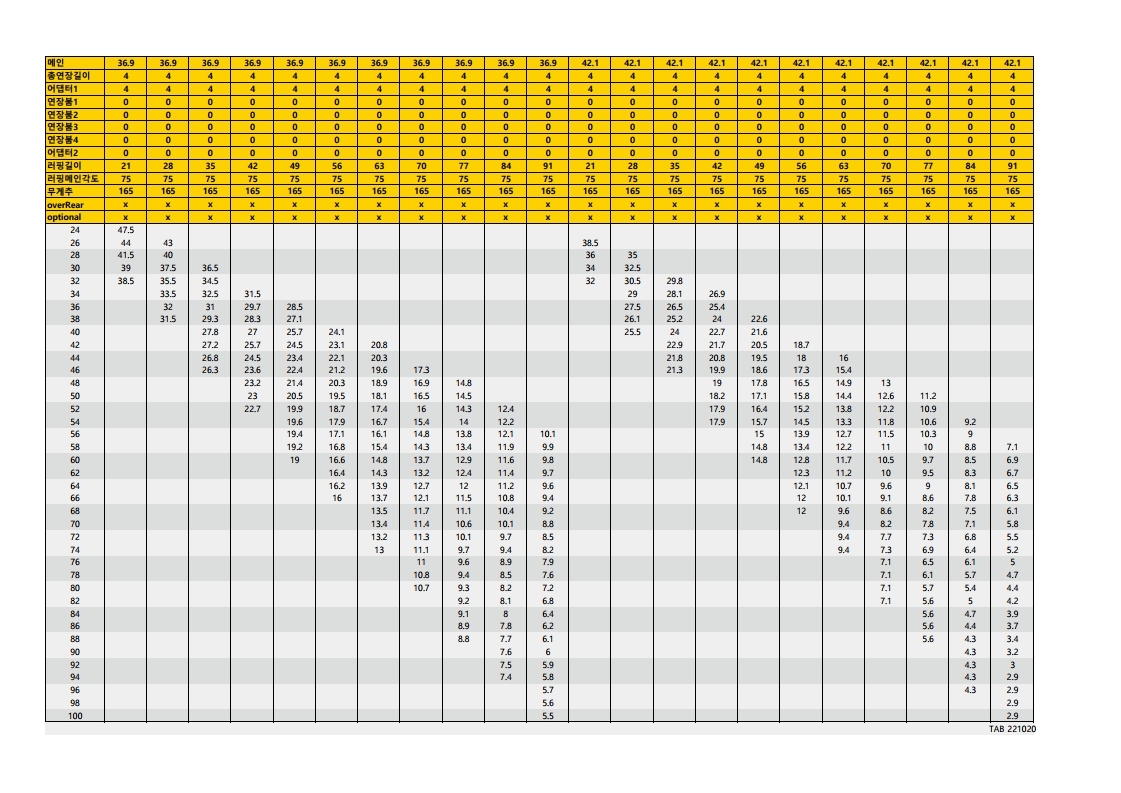 메인 36.9 36.9 36.9 36.9 36.9 36.9 36.9 36.9 36.9 36.9 36.9 42.1 42.1 42.1 42.1 42.1 42.1 42.1 42.1 42.1 42.1 42.1
총연장길이 4 4 4 4 4 4 4 4 4 4 4 4 4 4 4 4 4 4 4 4 4 4
어댑터1 4 4 4 4 4 4 4 4 4 4 4 4 4 4 4 4 4 4 4 4 4 4
연장붐1 0 0 0 0 0 0 0 0 0 0 0 0 0 0 0 0 0 0 0 0 0 0
연장붐2 0 0 0 0 0 0 0 0 0 0 0 0 0 0 0 0 0 0 0 0 0 0
연장붐3 0 0 0 0 0 0 0 0 0 0 0 0 0 0 0 0 0 0 0 0 0 0
연장붐4 0 0 0 0 0 0 0 0 0 0 0 0 0 0 0 0 0 0 0 0 0 0
어댑터2 0 0 0 0 0 0 0 0 0 0 0 0 0 0 0 0 0 0 0 0 0 0
러핑길이 21 28 35 42 49 56 63 70 77 84 91 21 28 35 42 49 56 63 70 77 84 91
러핑메인각도 75 75 75 75 75 75 75 75 75 75 75 75 75 75 75 75 75 75 75 75 75 75
무게추 165 165 165 165 165 165 165 165 165 165 165 165 165 165 165 165 165 165 165 165 165 165
overRear x x x x x x x x x x x x x x x x x x x x x x
optional x x x x x x x x x x x x x x x x x x x x x x
24 47.5
26 44 43 38.5
28 41.5 40 36 35
30 39 37.5 36.5 34 32.5
32 38.5 35.5 34.5 32 30.5 29.8
34 33.5 32.5 31.5 29 28.1 26.9
36 32 31 29.7 28.5 27.5 26.5 25.4
38 31.5 29.3 28.3 27.1 26.1 25.2 24 22.6
40 27.8 27 25.7 24.1 25.5 24 22.7 21.6
42 27.2 25.7 24.5 23.1 20.8 22.9 21.7 20.5 18.7
44 26.8 24.5 23.4 22.1 20.3 21.8 20.8 19.5 18 16
46 26.3 23.6 22.4 21.2 19.6 17.3 21.3 19.9 18.6 17.3 15.4
48 23.2 21.4 20.3 18.9 16.9 14.8 19 17.8 16.5 14.9 13
50 23 20.5 19.5 18.1 16.5 14.5 18.2 17.1 15.8 14.4 12.6 11.2
52 22.7 19.9 18.7 17.4 16 14.3 12.4 17.9 16.4 15.2 13.8 12.2 10.9
54 19.6 17.9 16.7 15.4 14 12.2 17.9 15.7 14.5 13.3 11.8 10.6 9.2
56 19.4 17.1 16.1 14.8 13.8 12.1 10.1 15 13.9 12.7 11.5 10.3 9
58 19.2 16.8 15.4 14.3 13.4 11.9 9.9 14.8 13.4 12.2 11 10 8.8 7.1
60 19 16.6 14.8 13.7 12.9 11.6 9.8 14.8 12.8 11.7 10.5 9.7 8.5 6.9
62 16.4 14.3 13.2 12.4 11.4 9.7 12.3 11.2 10 9.5 8.3 6.7
64 16.2 13.9 12.7 12 11.2 9.6 12.1 10.7 9.6 9 8.1 6.5
66 16 13.7 12.1 11.5 10.8 9.4 12 10.1 9.1 8.6 7.8 6.3
68 13.5 11.7 11.1 10.4 9.2 12 9.6 8.6 8.2 7.5 6.1
70 13.4 11.4 10.6 10.1 8.8 9.4 8.2 7.8 7.1 5.8
72 13.2 11.3 10.1 9.7 8.5 9.4 7.7 7.3 6.8 5.5
74 13 11.1 9.7 9.4 8.2 9.4 7.3 6.9 6.4 5.2
76 11 9.6 8.9 7.9 7.1 6.5 6.1 5
78 10.8 9.4 8.5 7.6 7.1 6.1 5.7 4.7
80 10.7 9.3 8.2 7.2 7.1 5.7 5.4 4.4
82 9.2 8.1 6.8 7.1 5.6 5 4.2
84 9.1 8 6.4 5.6 4.7 3.9
86 8.9 7.8 6.2 5.6 4.4 3.7
88 8.8 7.7 6.1 5.6 4.3 3.4
90 7.6 6 4.3 3.2
92 7.5 5.9 4.3 3
94 7.4 5.8 4.3 2.9
96 5.7 4.3 2.9
98 5.6 2.9
100 5.5 2.9
TAB 221020